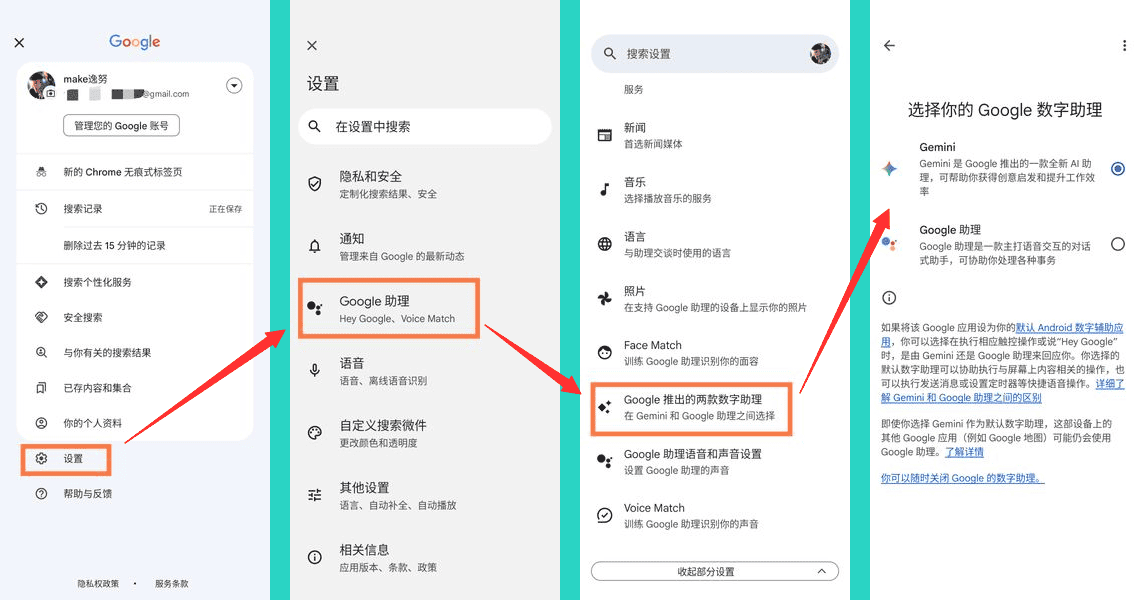 Google
make逸努
@gmail.com
管理您的 Google 账号
新的 Chrome 无痕式标签页
搜索记录
正在保存
删除过去 15 分钟的记录
搜索个性化服务
安全搜索
与你有关的搜索结果
已存内容和集合
你的个人资料
设置
帮助与反馈
隐私权政策 • 服务条款
设置
在设置中搜索
隐私和安全
定制化搜索结果、安全
通知
管理来自 Google 的最新动态
Google 助理
Hey Google、Voice Match
语音
语音、离线语音识别
自定义搜索微件
更改颜色和透明度
其他设置
语言、自动补全、自动播放
相关信息
应用版本、条款、政策
搜索设置
服务
新闻
首选新闻媒体
音乐
选择播放音乐的服务
语言
与助理交谈时使用的语言
照片
在支持 Google 助理的设备上显示你的照片
Face Match
训练 Google 助理识别你的面容
Google 推出的两款数字助理
在 Gemini 和 Google 助理之间选择
Google 助理语音和声音设置
设置 Google 助理的声音
Voice Match
训练 Google 助理识别你的声音
收起部分设置
选择你的 Google 数字助理
Gemini
Gemini 是 Google 推出的一款全新 AI 助
理，可帮助你获得创意启发和提升工作效
率
Google 助理
Google 助理是一款主打语音交互的对话
式助手，可协助你处理各种事务
如果将该 Google 应用设为你的默认 Android 数字辅助应
用，你可以选择在执行相应触控操作或说“Hey Google”
时，是由 Gemini 还是 Google 助理来回应你。你选择的
默认数字助理可以协助执行与屏幕上内容相关的操作，也
可以执行发送消息或设置定时器等快捷语音操作。详细了
解 Gemini 和 Google 助理之间的区别
即使你选择 Gemini 作为默认数字助理，这部设备上的
其他 Google 应用（例如 Google 地图）可能仍会使用
Google 助理。了解详情
你可以随时关闭 Google 的数字助理。